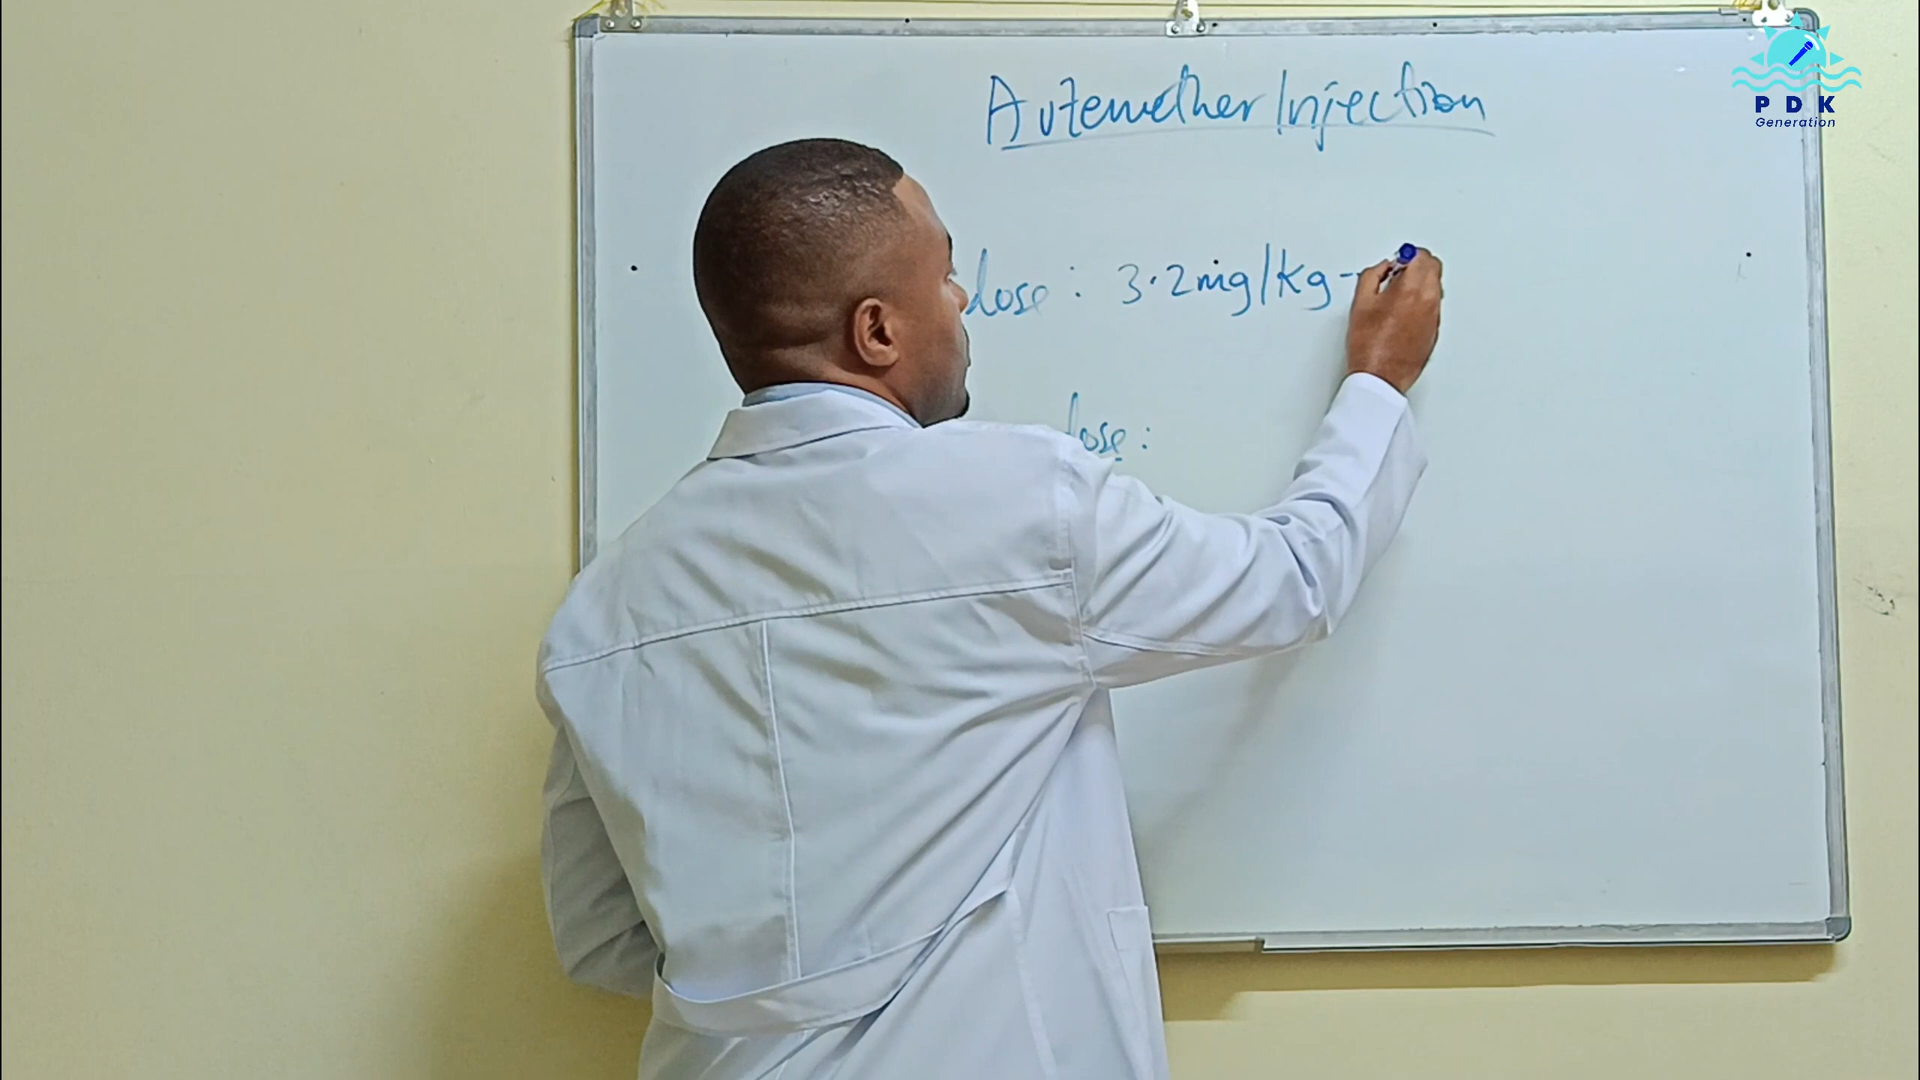 Artemether Injection
dose : 3.2mg/Kg -
dose :
P D K
Generation